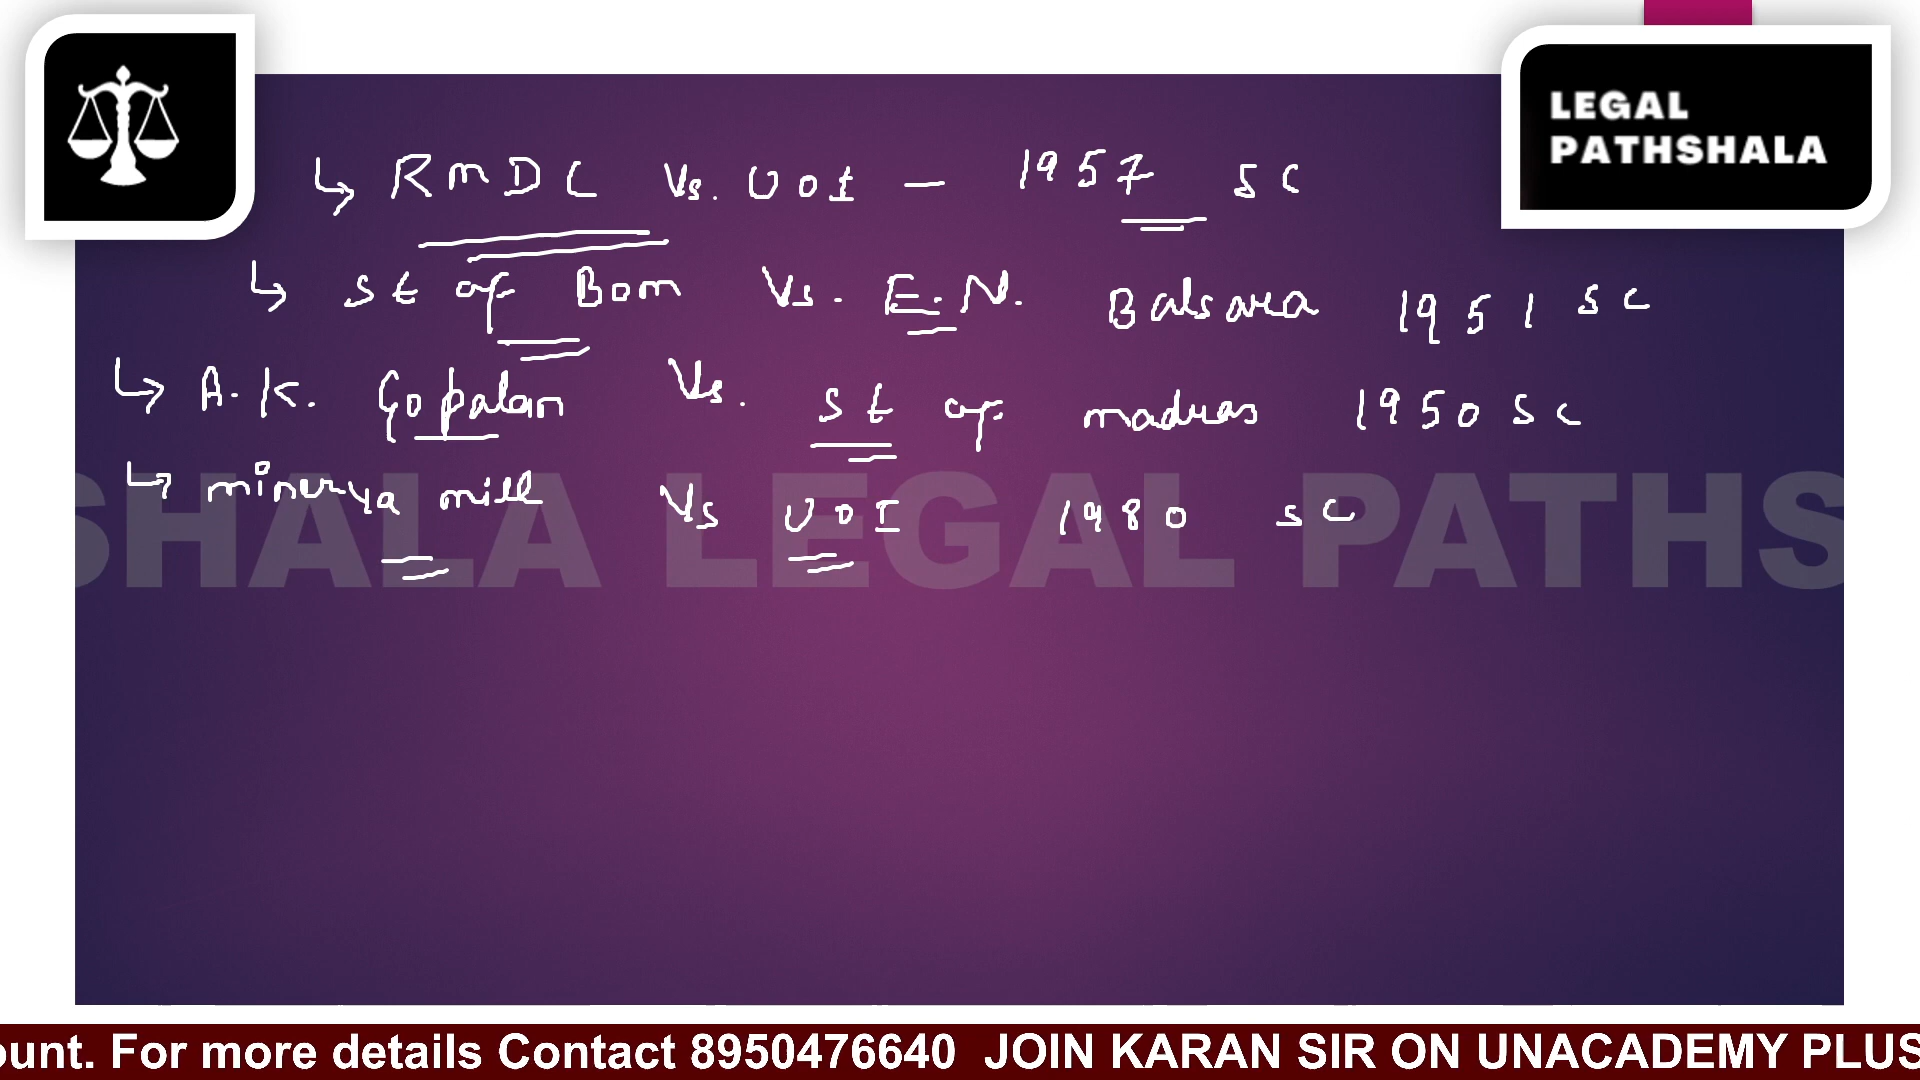 LEGAL
PATHSHALA
↳ RMDC Vs. UOI - 1957 SC
↳ St of Bom Vs. E.N. Balsara 1951 SC
↳ A.K. Gopalan Vs. St of madras 1950 SC
↳ minerva mill Vs UOI 1980 SC
SHALA LEGAL PATHS
ount. For more details Contact 8950476640 JOIN KARAN SIR ON UNACADEMY PLUS